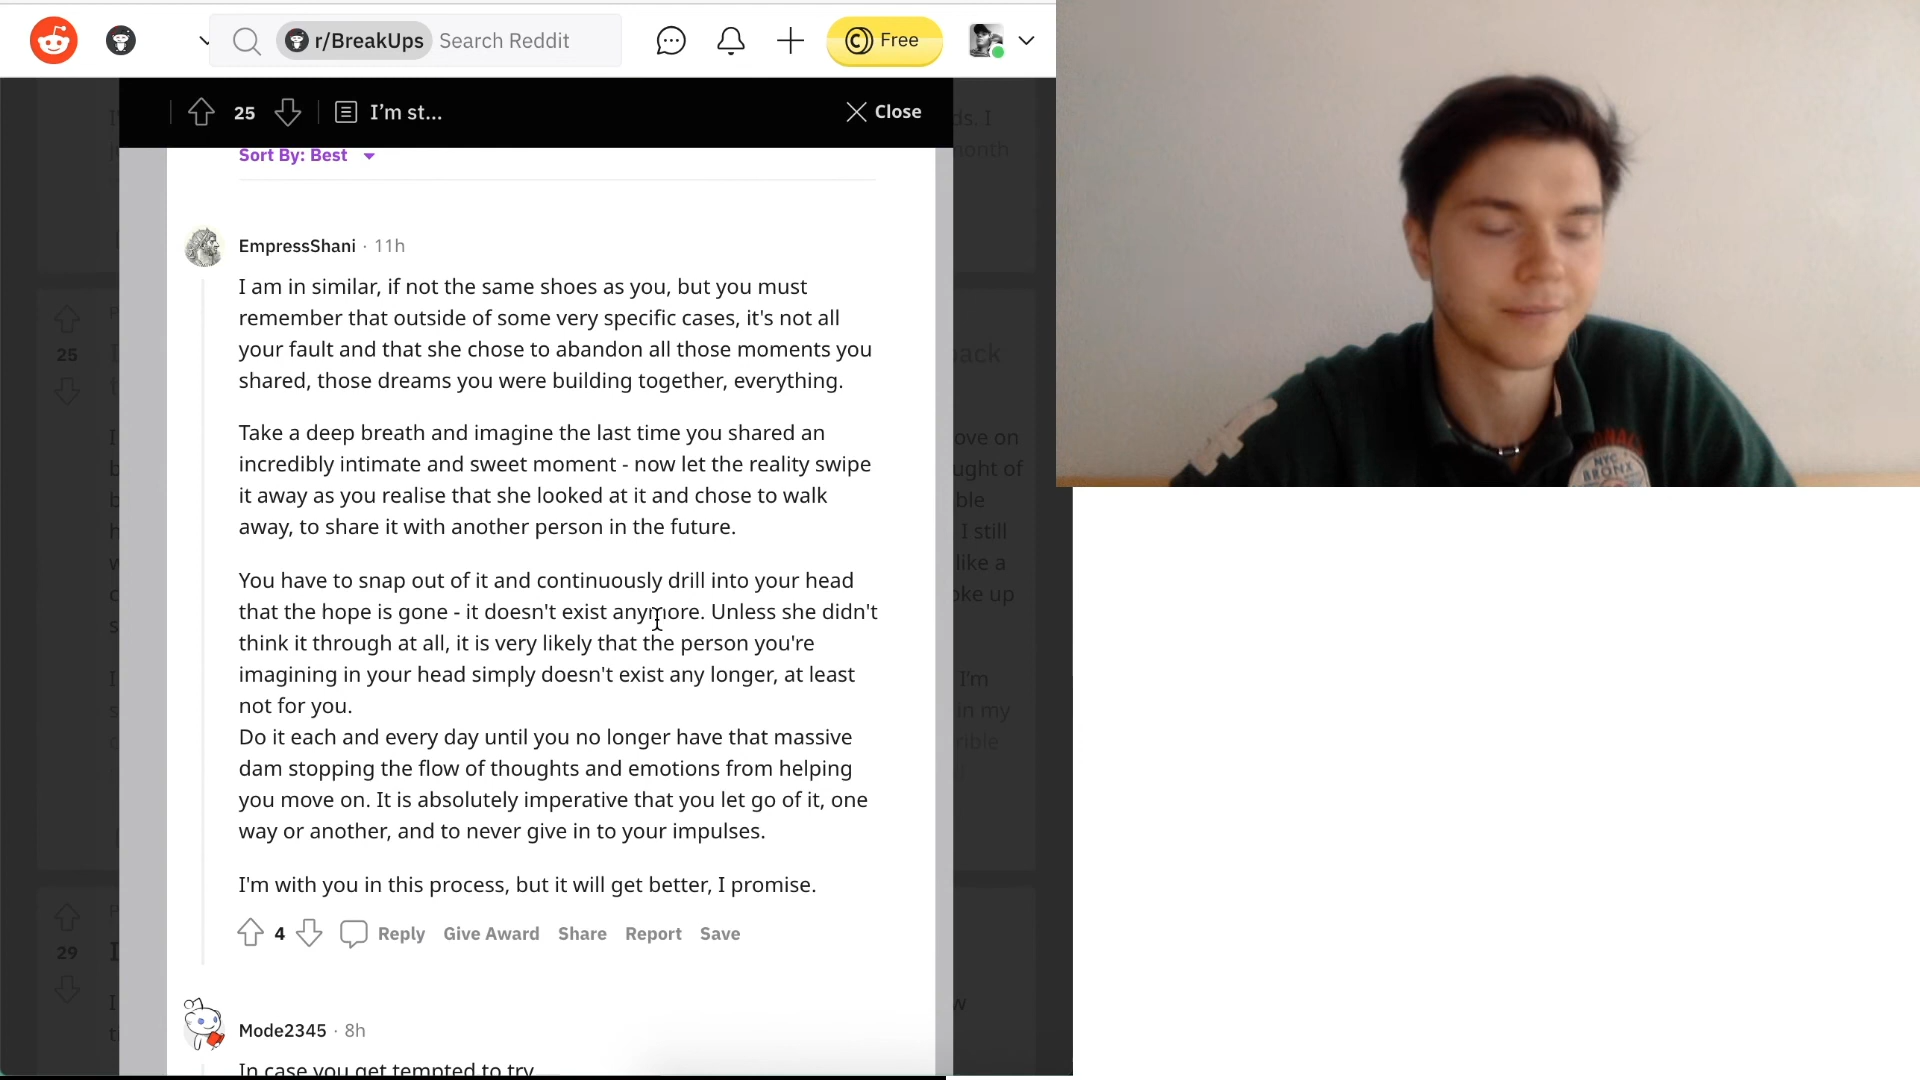 r/BreakUps Search Reddit Free
25 I’m st... Close
Sort By: Best
EmpressShani · 11h
I am in similar, if not the same shoes as you, but you must
remember that outside of some very specific cases, it's not all
your fault and that she chose to abandon all those moments you
shared, those dreams you were building together, everything.
Take a deep breath and imagine the last time you shared an
incredibly intimate and sweet moment - now let the reality swipe
it away as you realise that she looked at it and chose to walk
away, to share it with another person in the future.
You have to snap out of it and continuously drill into your head
that the hope is gone - it doesn't exist anymore. Unless she didn't
think it through at all, it is very likely that the person you're
imagining in your head simply doesn't exist any longer, at least
not for you.
Do it each and every day until you no longer have that massive
dam stopping the flow of thoughts and emotions from helping
you move on. It is absolutely imperative that you let go of it, one
way or another, and to never give in to your impulses.
I'm with you in this process, but it will get better, I promise.
4 Reply Give Award Share Report Save
Mode2345 · 8h
In case you get tempted to try
25
29
ds. I
month
ove on
I still
like a
oke up
I’m
in my
NYC
BRONX